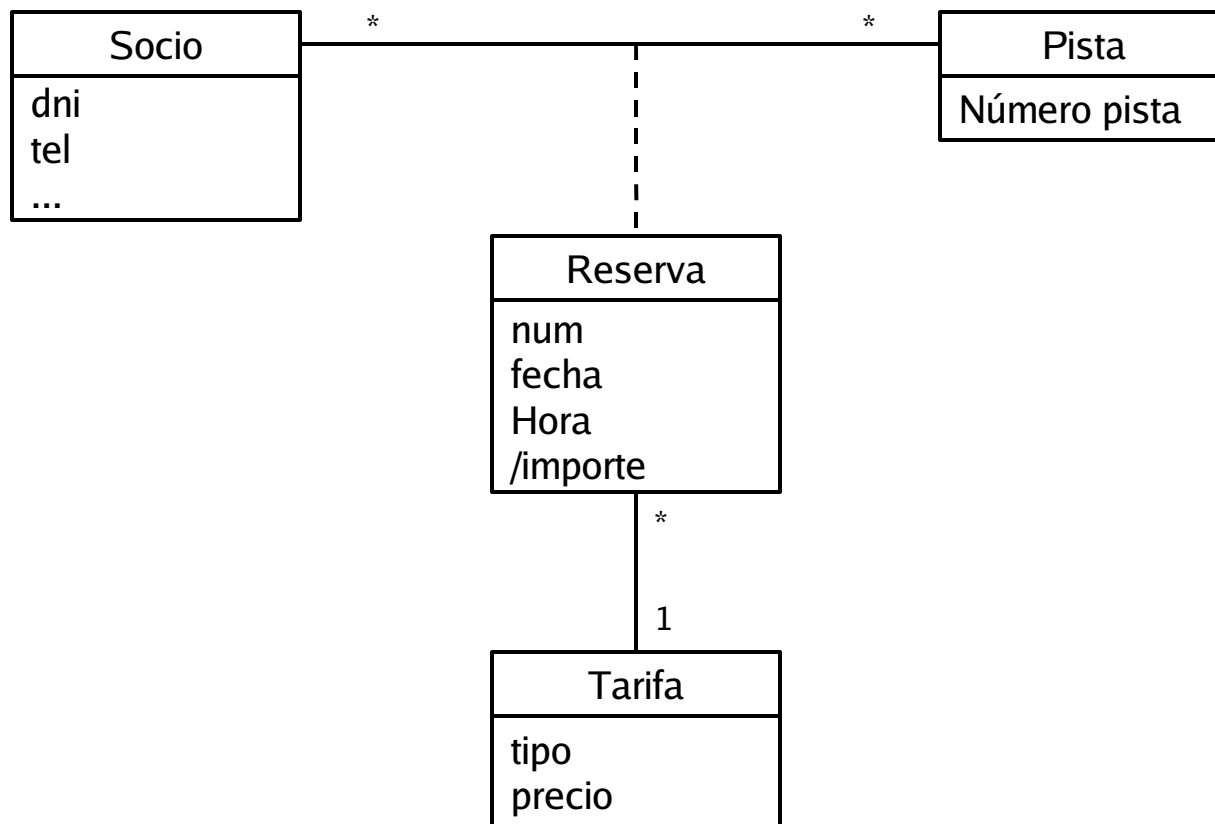 *
*
Socio
dni
tel
...
Pista
Número pista
Reserva
num
fecha
Hora
/importe
*
1
Tarifa
tipo
precio